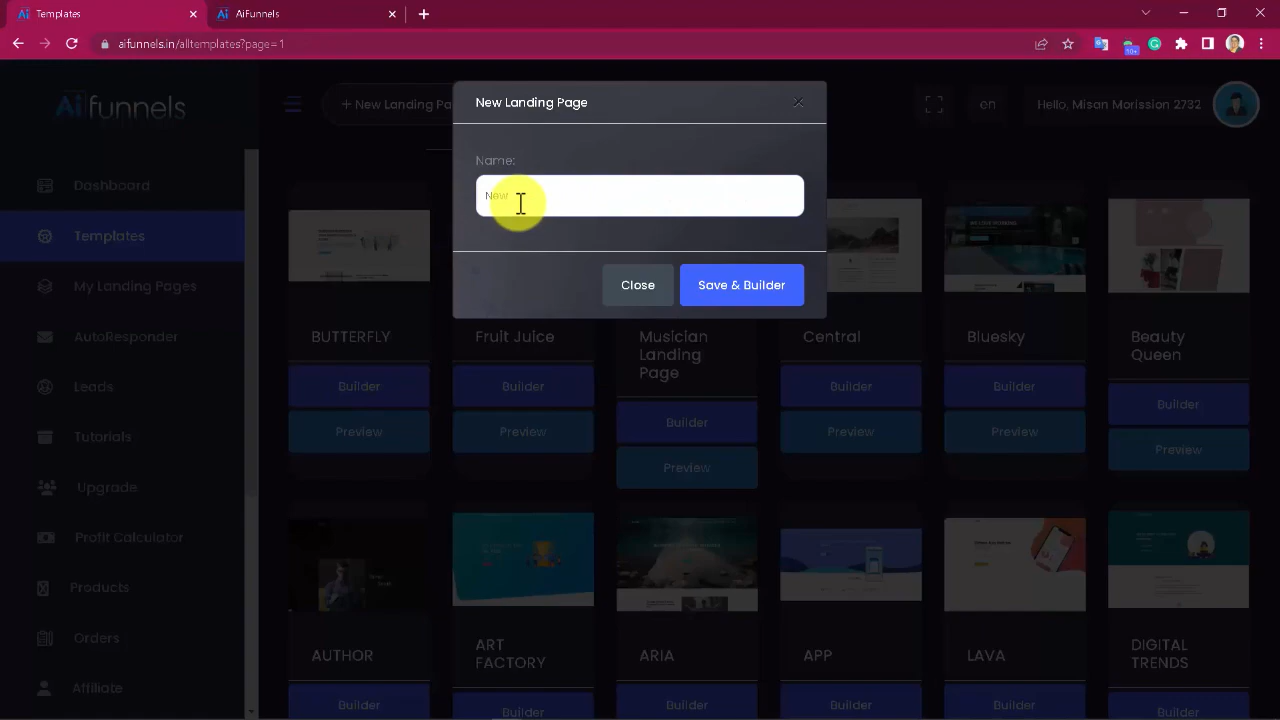 Templates
AiFunnels
aifunnels.in/alltemplates?page=1
Aifunnels
+ New Landing Pa
en
Hello, Misan Morission 2732
New Landing Page
Name:
New
Close
Save & Builder
Dashboard
Templates
My Landing Pages
AutoResponder
Leads
Tutorials
Upgrade
Profit Calculator
Products
Orders
Affiliate
BUTTERFLY
Builder
Preview
Fruit Juice
Builder
Preview
Musician
Landing
Page
Builder
Preview
Central
Builder
Preview
Bluesky
Builder
Preview
Beauty
Queen
Builder
Preview
AUTHOR
Builder
ART
FACTORY
Builder
ARIA
Builder
APP
Builder
LAVA
Builder
DIGITAL
TRENDS
Builder